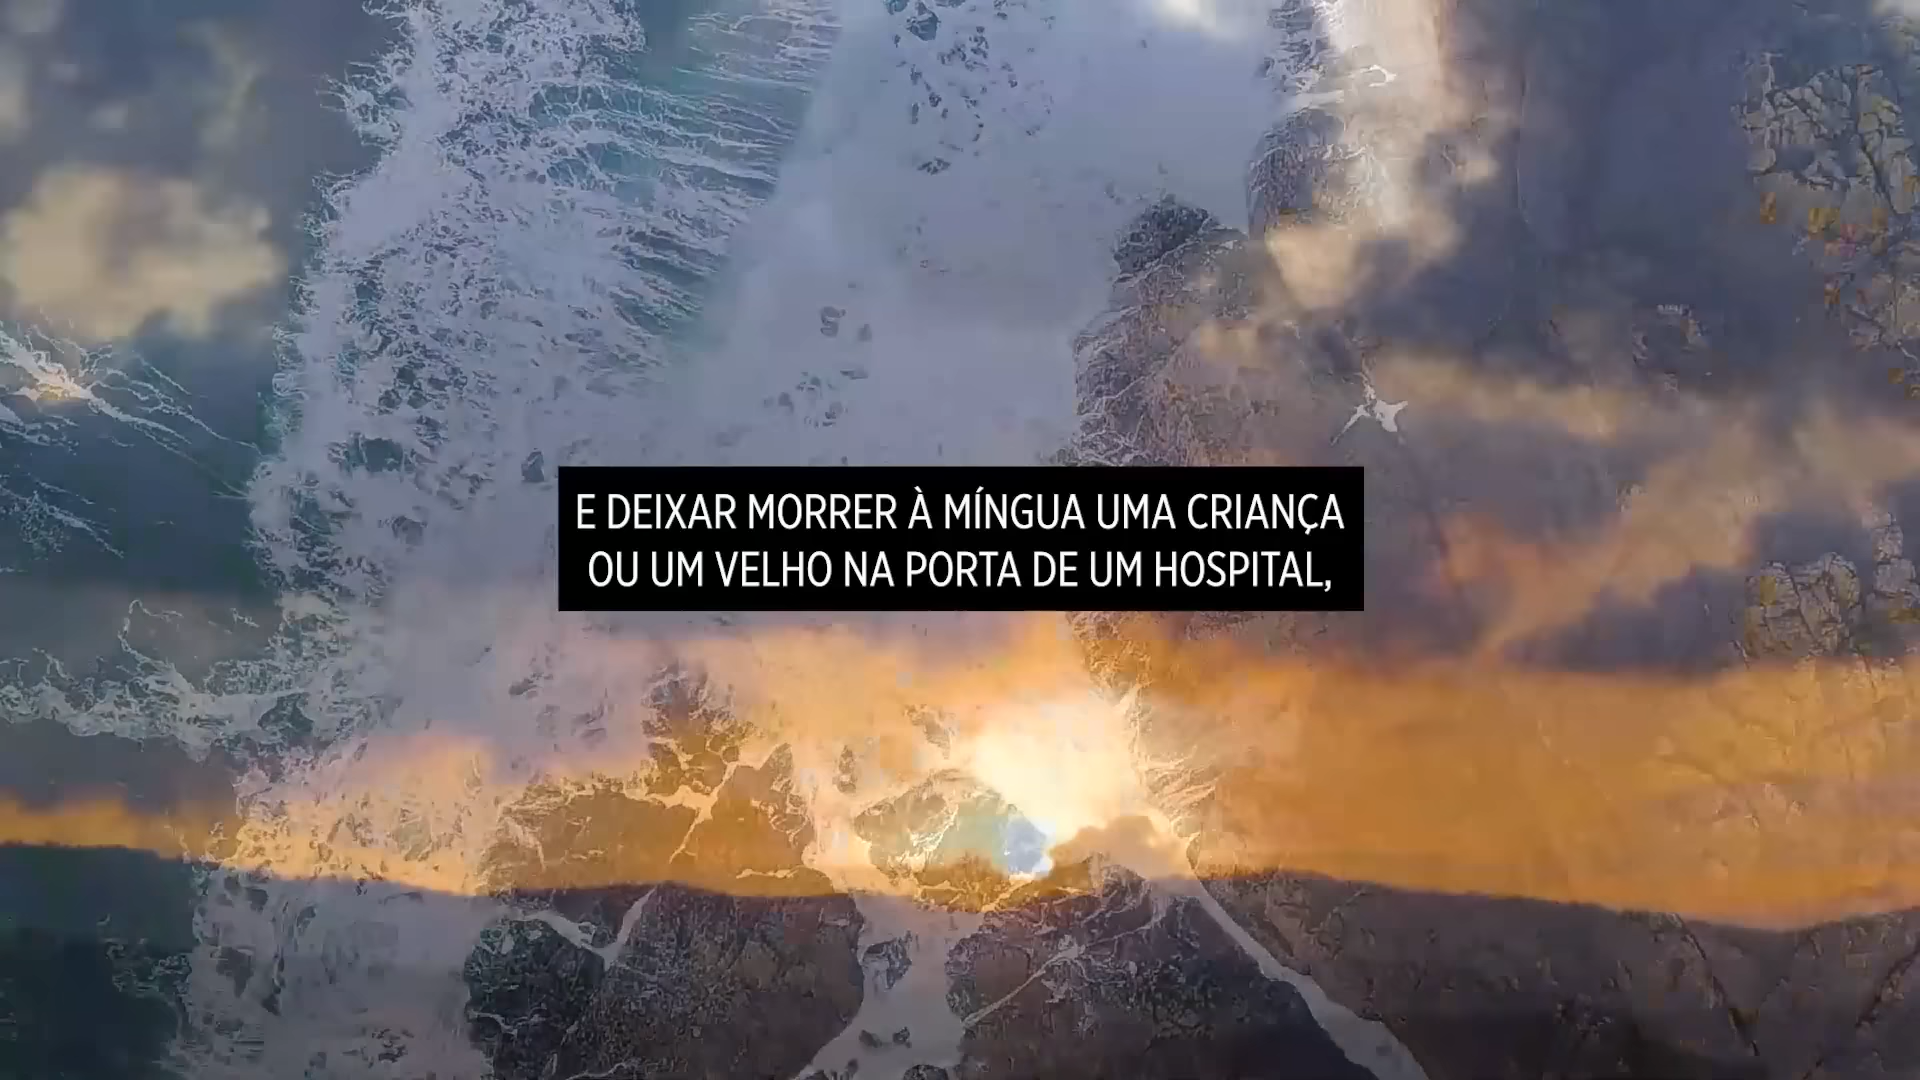 E DEIXAR MORRER À MÍNGUA UMA CRIANÇA
OU UM VELHO NA PORTA DE UM HOSPITAL,